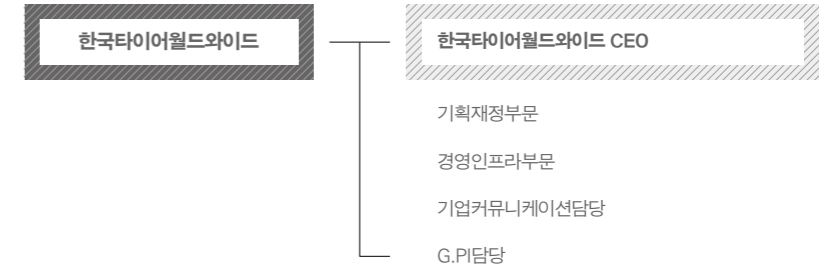 한국타이어월드와이드
한국타이어월드와이드 CEO
기획재정부문
경영인프라부문
기업커뮤니케이션담당
G.PI담당